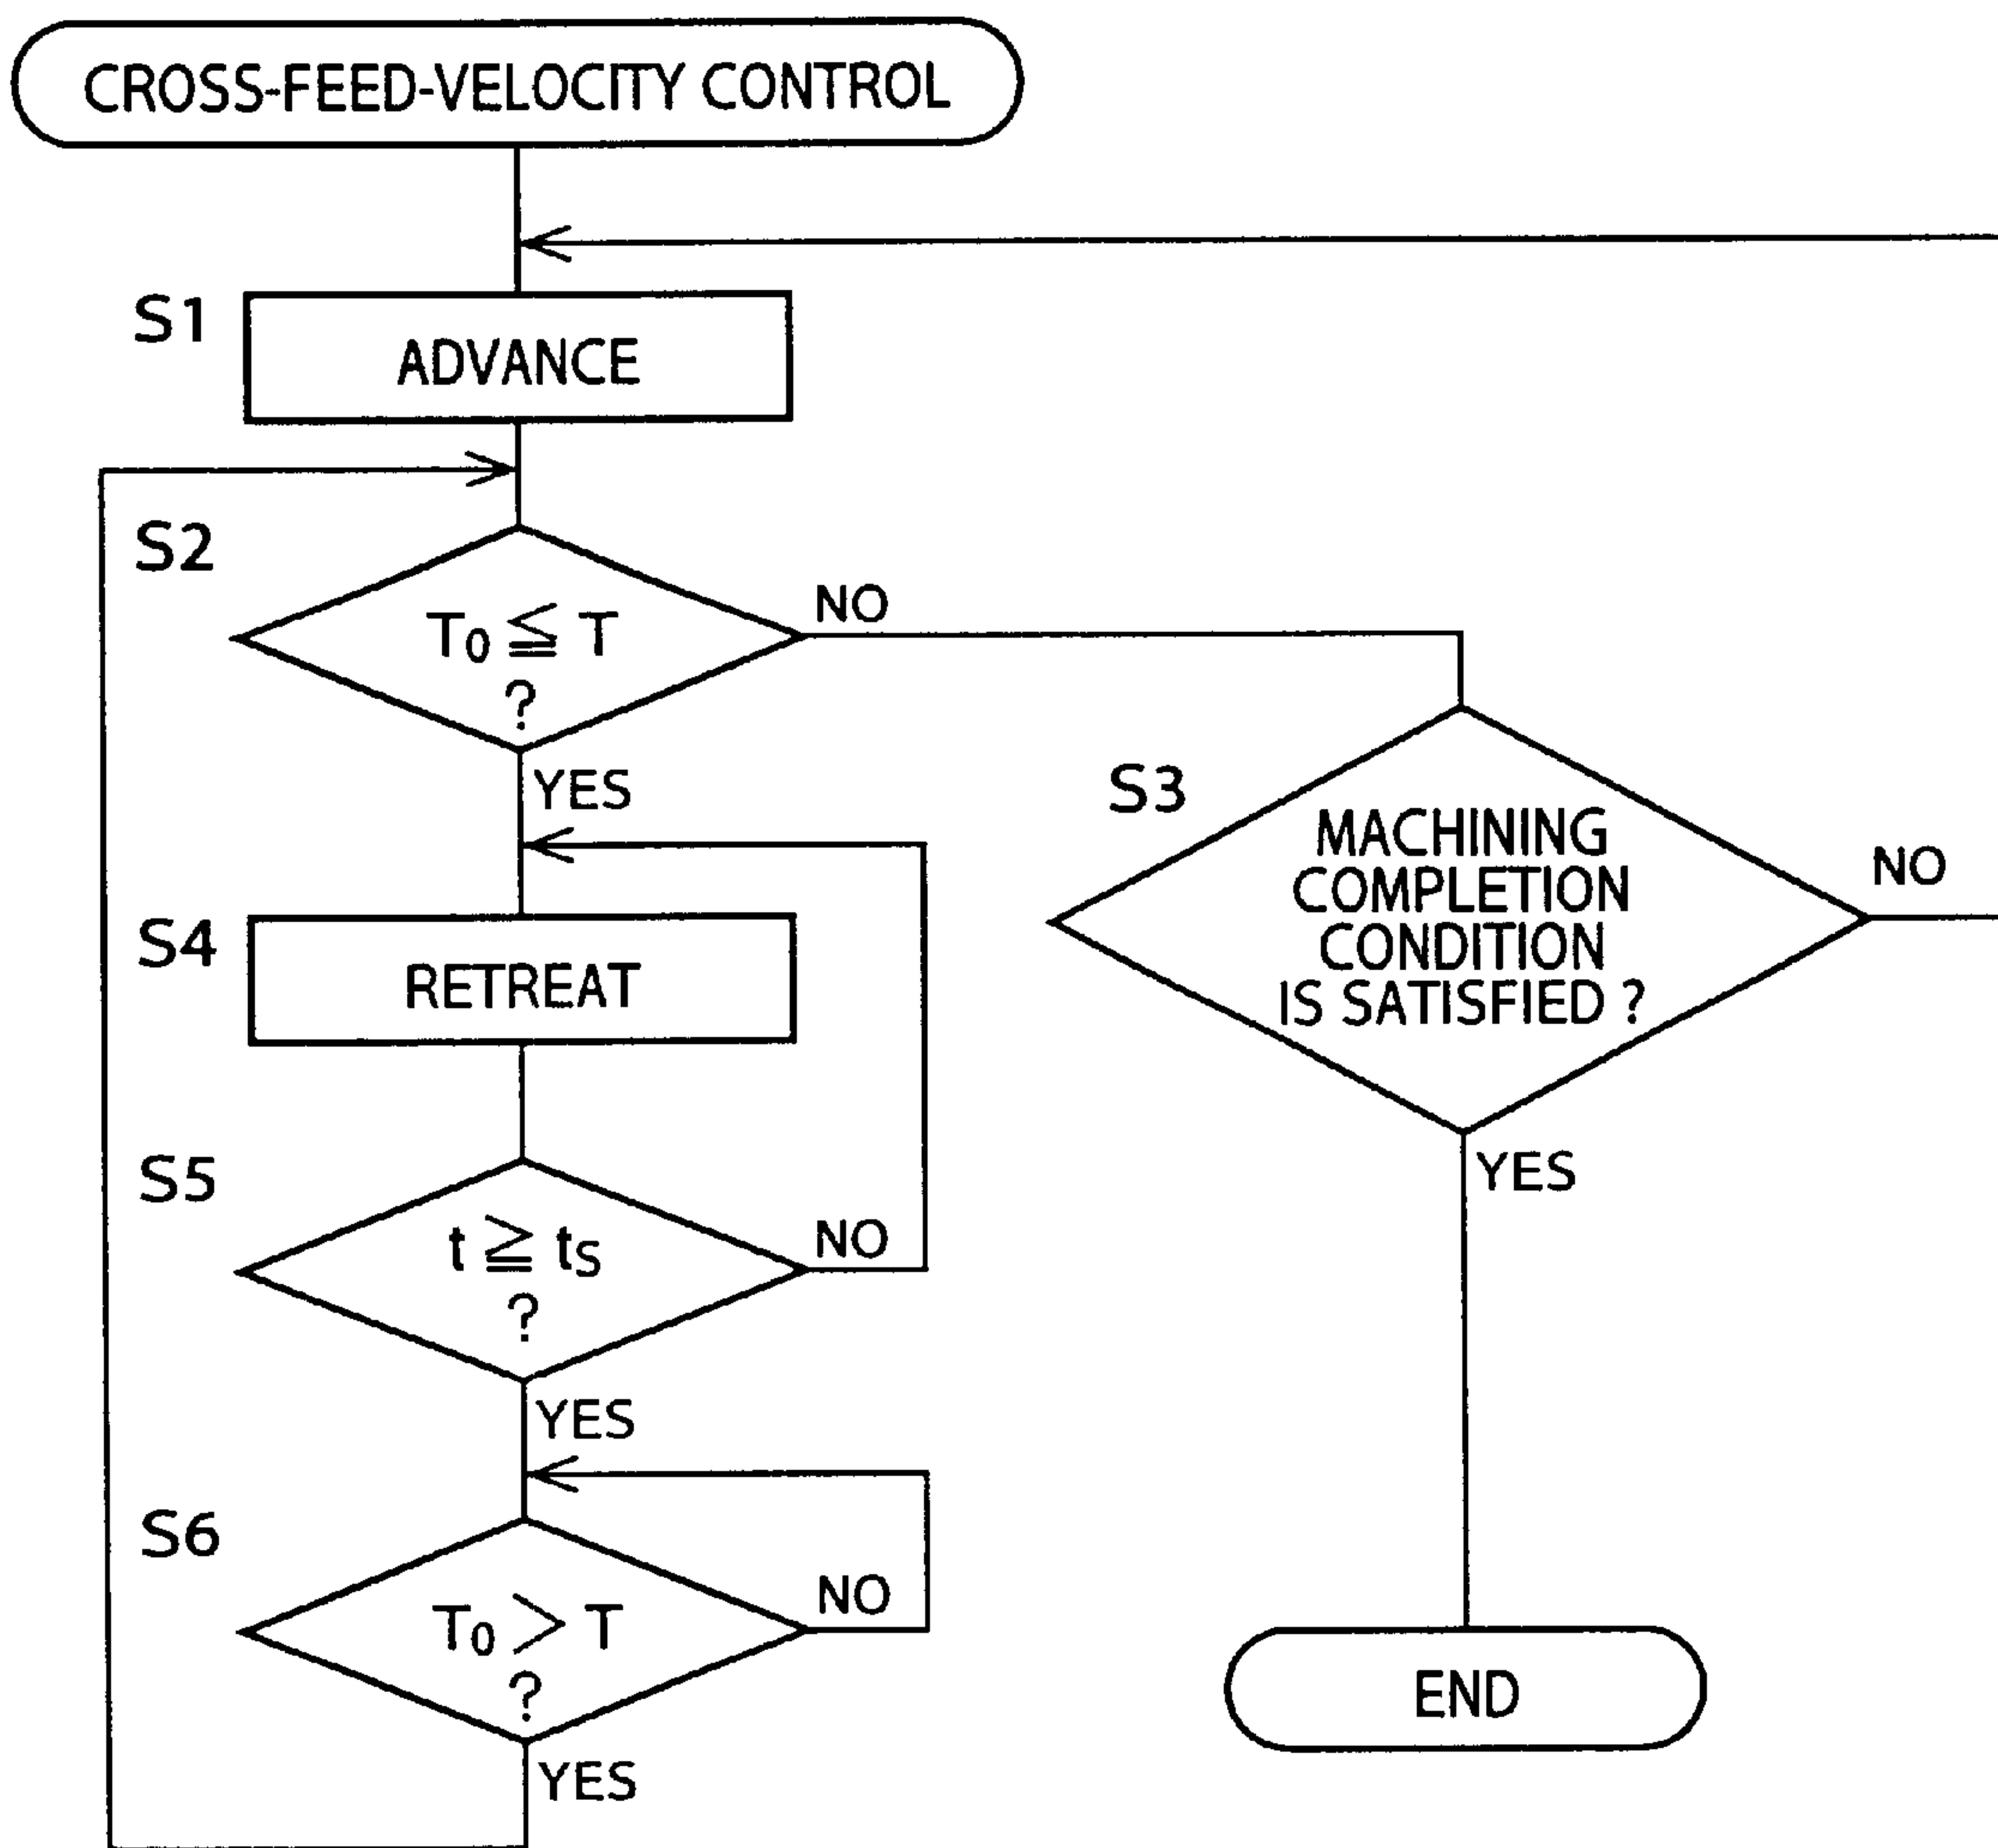 CROSS-FEED-VELOCITY CONTROL
S1
ADVANCE
S2
T0 ≦ T
?
NO
YES
S3
MACHINING
COMPLETION
CONDITION
IS SATISFIED ?
NO
YES
S4
RETREAT
S5
t ≧ tS
?
NO
YES
S6
T0 > T
?
NO
YES
END